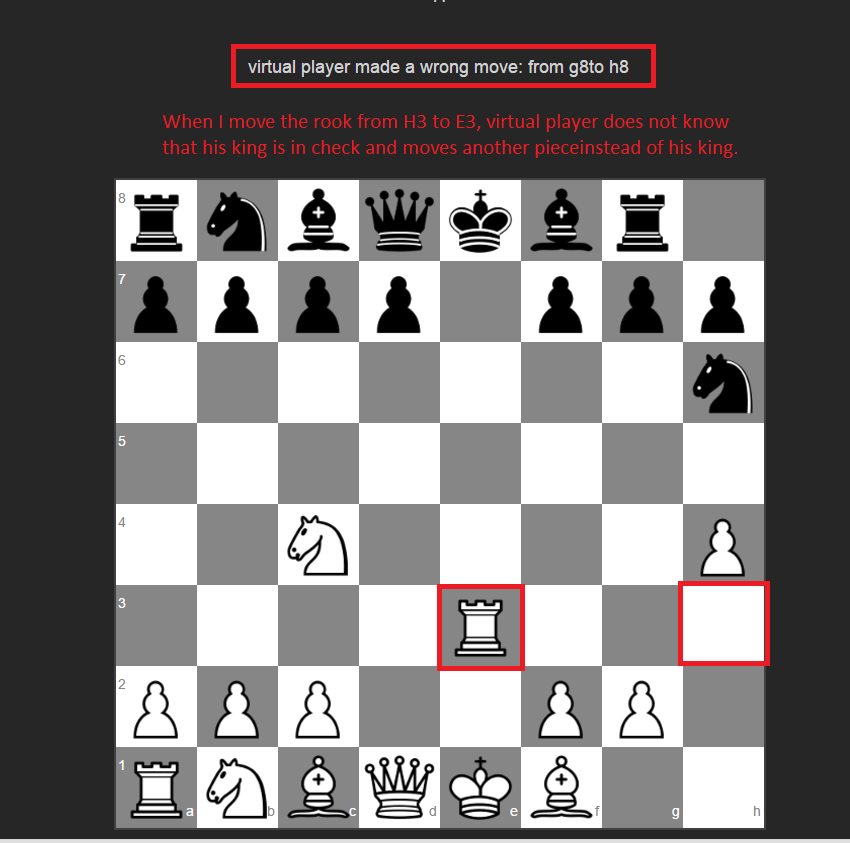 virtual player made a wrong move: from g8to h8
When I move the rook from H3 to E3, virtual player does not know
that his king is in check and moves another pieceinstead of his king.
8
7
6
5
4
3
2
1
a b c d e f g h